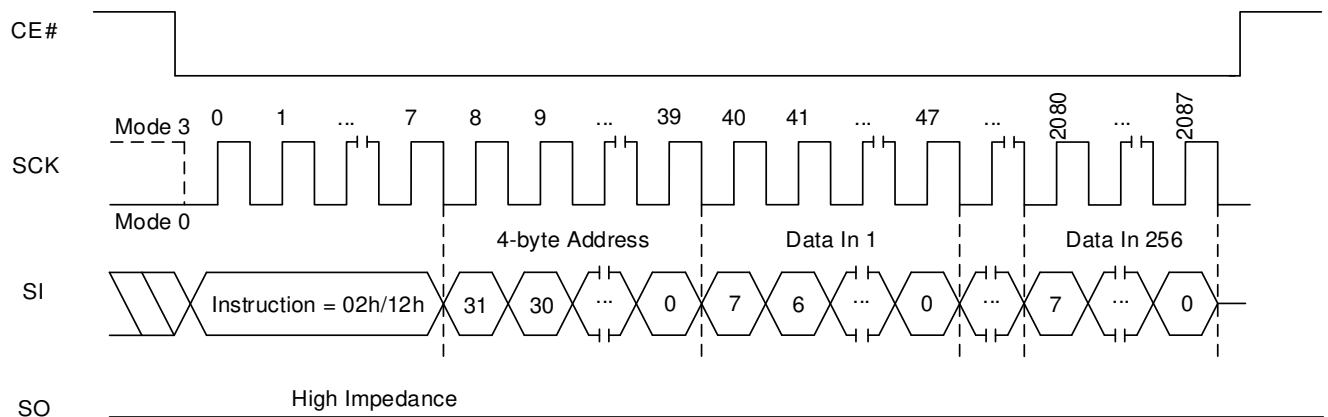 CE#
0 1 ... 7 8 9 ... 39 40 41 ... 47 ... 2080 ... 2087
Mode 3
SCK
Mode 0
4-byte Address Data In 1 Data In 256
SI
Instruction = 02h/12h 31 30 ... 0 7 6 ... 0 ... 7 ... 0
High Impedance
SO